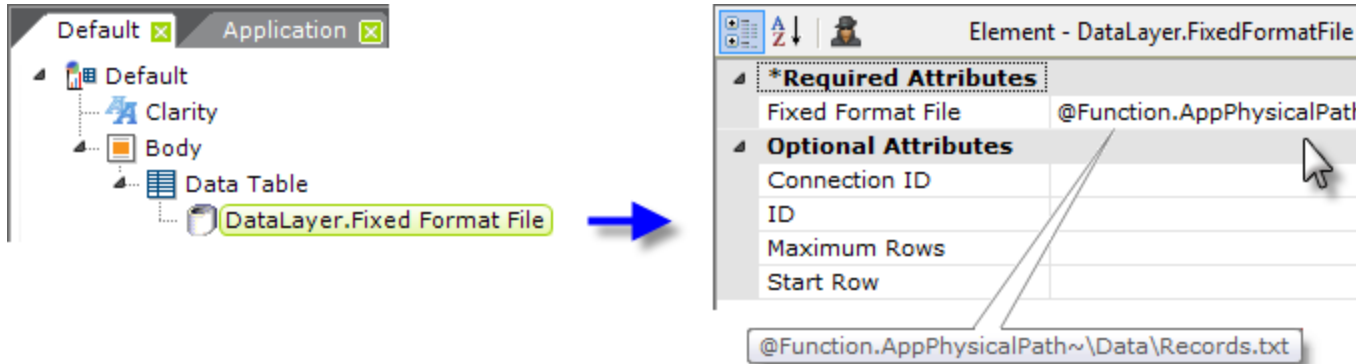 Default
Application
Default
Clarity
Body
Data Table
DataLayer.Fixed Format File
A
Z
Element - DataLayer.FixedFormatFile
*Required Attributes
Fixed Format File @Function.AppPhysicalPath
Optional Attributes
Connection ID
ID
Maximum Rows
Start Row
@Function.AppPhysicalPath~\Data\Records.txt